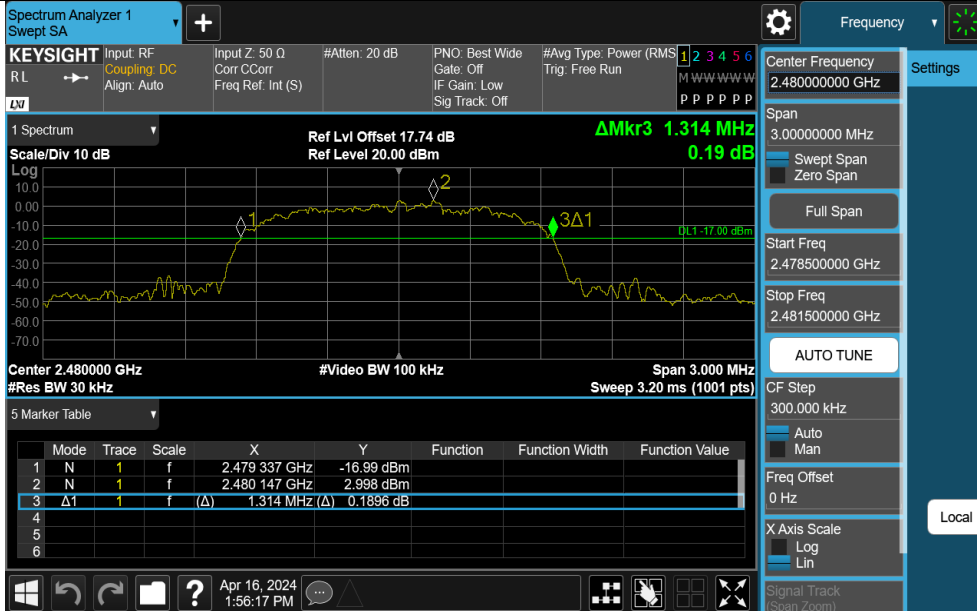 Spectrum Analyzer 1
Swept SA
+
Frequency
KEYSIGHT
RL
LXI
Input: RF
Coupling: DC
Align: Auto
Input Z: 50 Ω
Corr CCorr
Freq Ref: Int (S)
#Atten: 20 dB
PNO: Best Wide
Gate: Off
IF Gain: Low
Sig Track: Off
#Avg Type: Power (RMS
Trig: Free Run
1 2 3 4 5 6
M W W W W W
P P P P P P
Center Frequency
2.480000000 GHz
Settings
Span
3.00000000 MHz
Swept Span
Zero Span
Full Span
Start Freq
2.478500000 GHz
Stop Freq
2.481500000 GHz
AUTO TUNE
CF Step
300.000 kHz
Auto
Man
Freq Offset
0 Hz
X Axis Scale
Log
Lin
Signal Track
(Span Zoom)
Local
1 Spectrum
Scale/Div 10 dB
Ref Lvl Offset 17.74 dB
Ref Level 20.00 dBm
ΔMkr3 1.314 MHz
0.19 dB
Log
10.0
0.00
-10.0
-20.0
-30.0
-40.0
-50.0
-60.0
-70.0
1
2
3Δ1
DL1 -17.00 dBm
Center 2.480000 GHz
#Video BW 100 kHz
Span 3.000 MHz
#Res BW 30 kHz
Sweep 3.20 ms (1001 pts)
5 Marker Table
Mode Trace Scale X Y Function Function Width Function Value
1 N 1 f 2.479 337 GHz -16.99 dBm
2 N 1 f 2.480 147 GHz 2.998 dBm
3 Δ1 1 f (Δ) 1.314 MHz (Δ) 0.1896 dB
4
5
6
?
Apr 16, 2024
1:56:17 PM